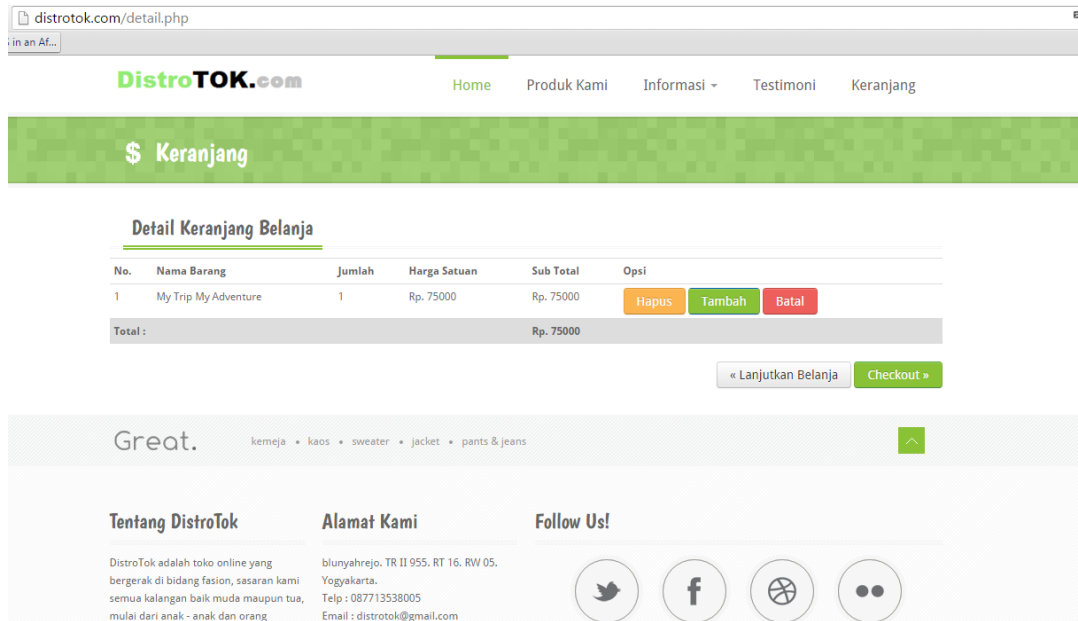 distrotok.com/detail.php
in an Af...
DistroTOK.com
Home Produk Kami Informasi Testimoni Keranjang
$ Keranjang
Detail Keranjang Belanja
No. Nama Barang Jumlah Harga Satuan Sub Total Opsi
1 My Trip My Adventure 1 Rp. 75000 Rp. 75000 Hapus Tambah Batal
Total : Rp. 75000
« Lanjutkan Belanja Checkout »
Great. kemeja • kaos • sweater • jacket • pants & jeans
Tentang DistroTok
DistroTok adalah toko online yang
bergerak di bidang fasion, sasaran kami
semua kalangan baik muda maupun tua,
mulai dari anak - anak dan orang
Alamat Kami
blunyahrejo. TR II 955. RT 16. RW 05.
Yogyakarta.
Telp : 087713538005
Email : distrotok@gmail.com
Follow Us!